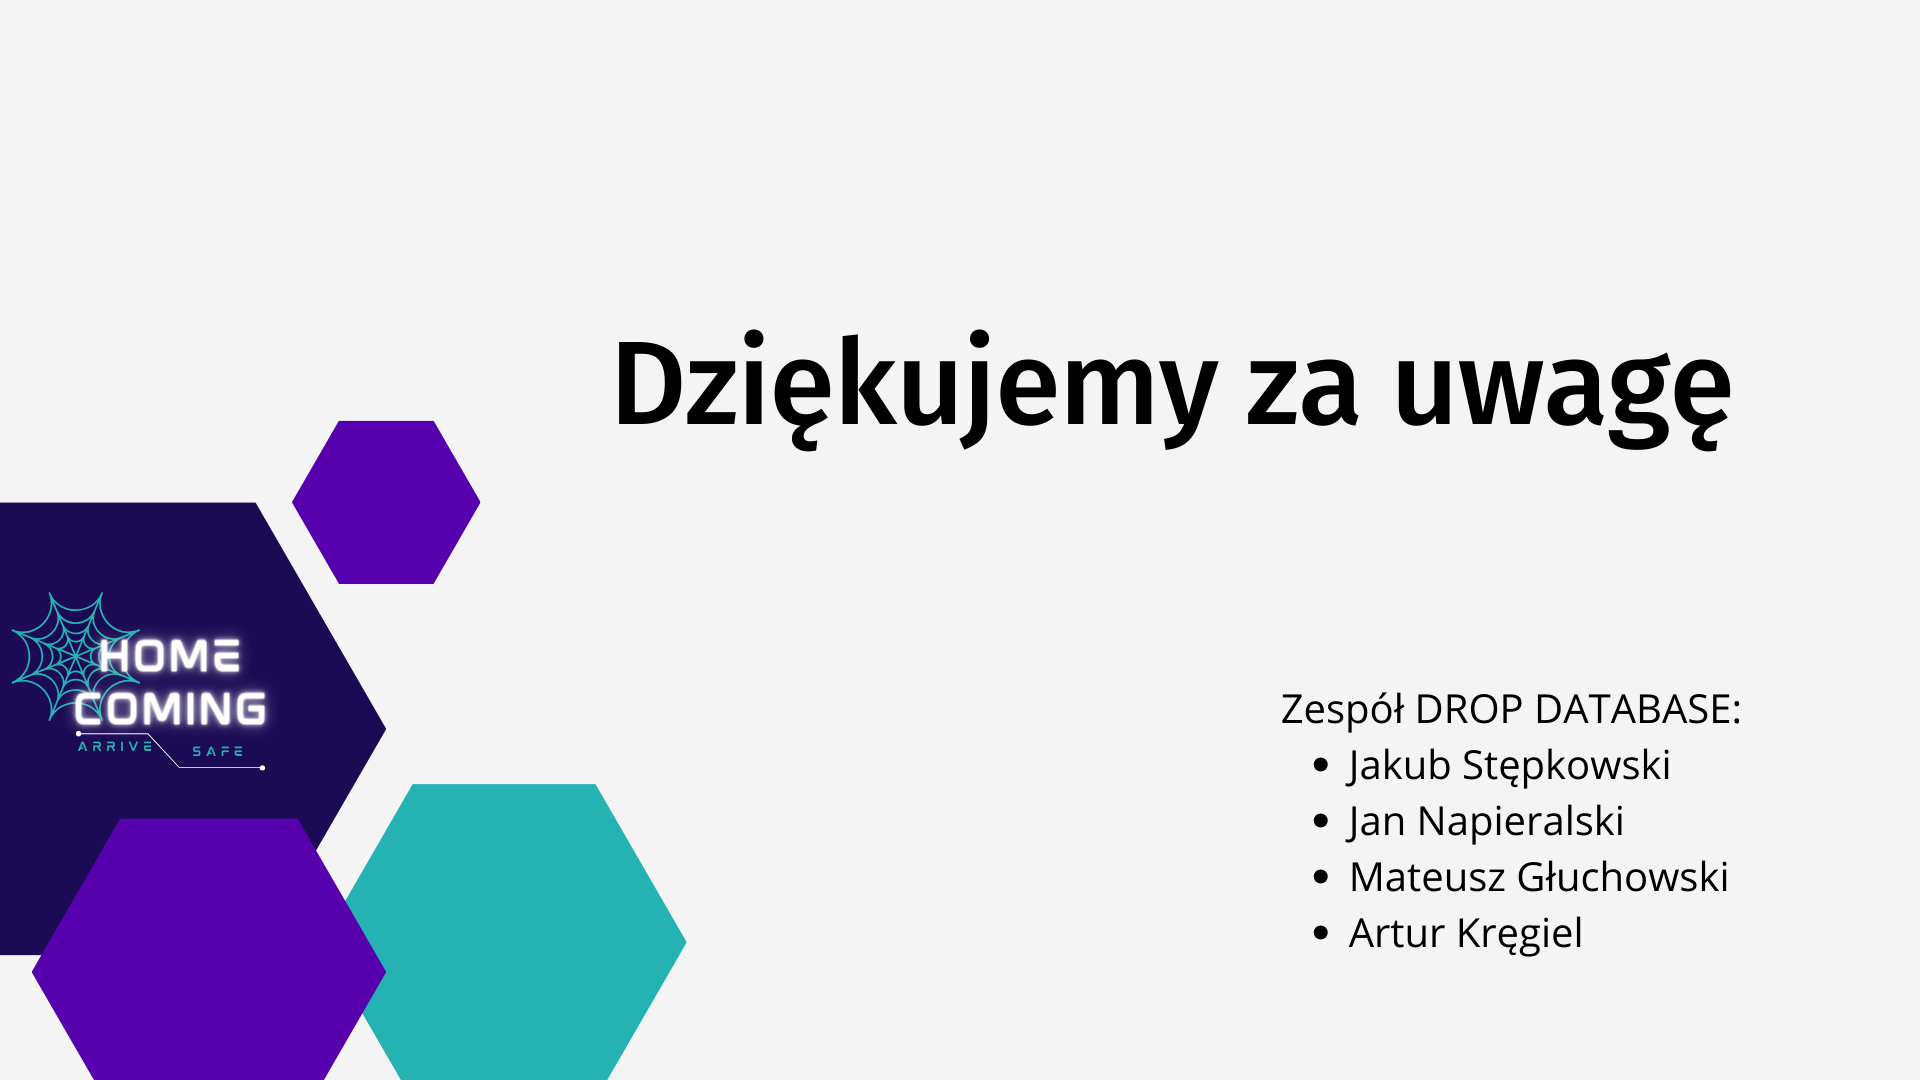 Dziękujemy za uwagę
HOME
COMING
ARRIVE SAFE
Zespół DROP DATABASE:
• Jakub Stępkowski
• Jan Napieralski
• Mateusz Głuchowski
• Artur Kręgiel